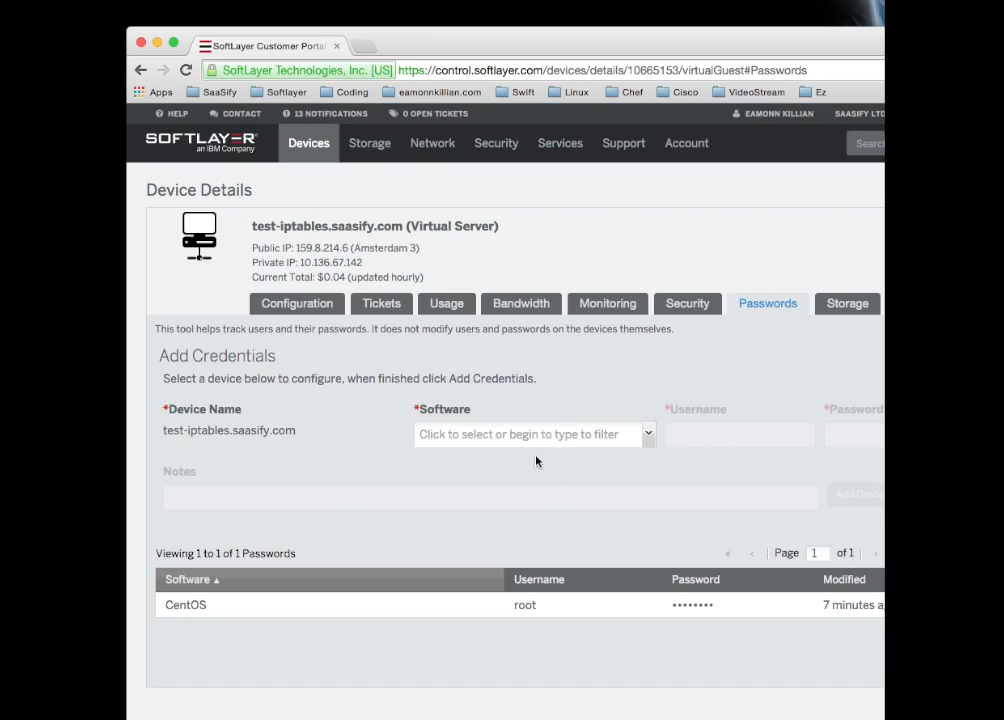 SoftLayer Customer Portal
SoftLayer Technologies, Inc. [US] https://control.softlayer.com/devices/details/10665153/virtualGuest#Passwords
Apps SaaSify Softlayer Coding eamonnkillian.com Swift Linux Chef Cisco VideoStream Ez
HELP CONTACT 13 NOTIFICATIONS 0 OPEN TICKETS EAMONN KILLIAN SAASIFY LTD
SOFTLAYER®
an IBM Company
Devices Storage Network Security Services Support Account Search
Device Details
test-iptables.saasify.com (Virtual Server)
Public IP: 159.8.214.6 (Amsterdam 3)
Private IP: 10.136.67.142
Current Total: $0.04 (updated hourly)
Configuration Tickets Usage Bandwidth Monitoring Security Passwords Storage
This tool helps track users and their passwords. It does not modify users and passwords on the devices themselves.
Add Credentials
Select a device below to configure, when finished click Add Credentials.
*Device Name *Software *Username *Password
test-iptables.saasify.com Click to select or begin to type to filter
Notes
Add Crede
Viewing 1 to 1 of 1 Passwords « ‹ Page 1 of 1 ›
Software ▲ Username Password Modified
CentOS root •••••••• 7 minutes a